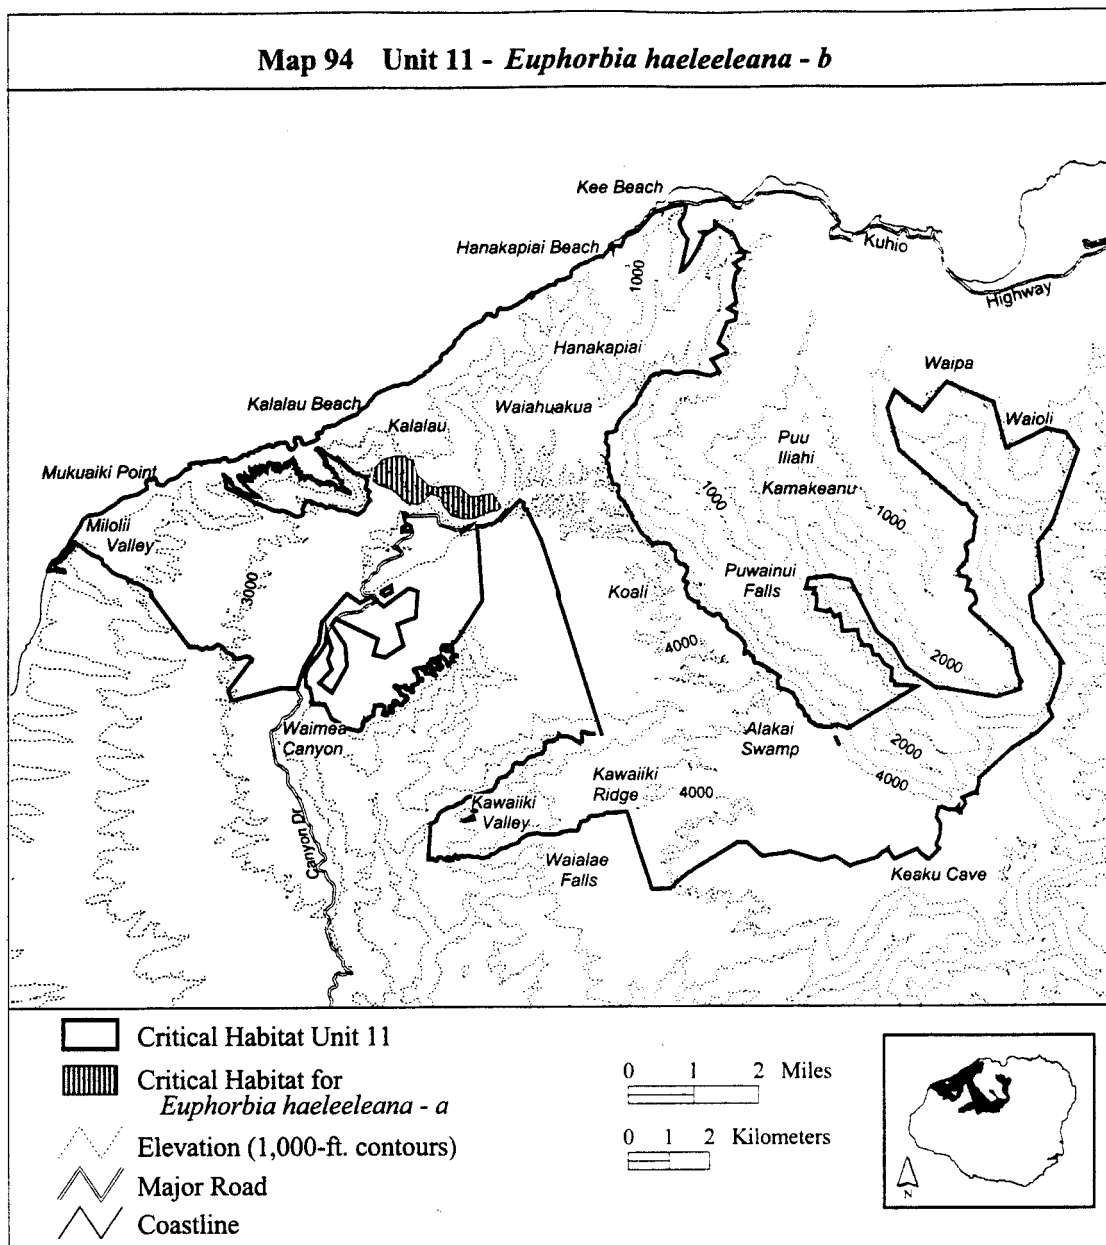 Map 94 Unit 11 - Euphorbia haeleeleana - b
Kee Beach
Hanakapiai Beach
Kuhio
Highway
1000
Hanakapiai
Waipa
Kalalau Beach
Waiahuakua
Kalalau
Waioli
Puu
Iliahi
Mukuaiki Point
Kamakeanu
1000
1000
Milolii
Valley
Puwainui
Falls
3000
Koali
4000
2000
Waimea
Canyon
Alakai
Swamp
2000
4000
Kawaiiki
Ridge
4000
Kawaiiki
Valley
Canyon Dr
Waialae
Falls
Keaku Cave
Critical Habitat Unit 11
Critical Habitat for
Euphorbia haeleeleana - a
Elevation (1,000-ft. contours)
Major Road
Coastline
0 1 2 Miles
0 1 2 Kilometers
N